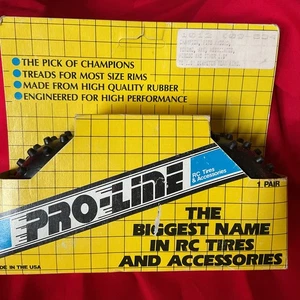 THE PICK OF CHAMPIONS
TREADS FOR MOST SIZE RIMS
MADE FROM HIGH QUALITY RUBBER
ENGINEERED FOR HIGH PERFORMANCE
PRO-LINE
RC Tires
& Accessories
1 PAIR
THE
BIGGEST NAME
IN RC TIRES
AND ACCESSORIES
IN THE USA